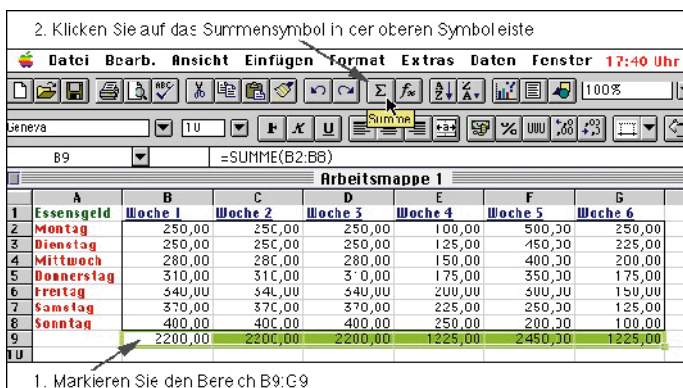 2. Klicken Sie auf das Summensymbol in der oberen Symbolleiste
Datei Bearb. Ansicht Einfügen Format Extras Daten Fenster 17:40 Uhr
ABC Σ fx 100%
Geneva 10 F K U Summe % 000
B9 =SUMME(B2:B8)
Arbeitsmappe 1
A B C D E F G
1 Essensgeld Woche 1 Woche 2 Woche 3 Woche 4 Woche 5 Woche 6
2 Montag 250,00 250,00 250,00 100,00 500,00 250,00
3 Dienstag 250,00 250,00 250,00 125,00 450,00 225,00
4 Mittwoch 280,00 280,00 280,00 150,00 400,00 200,00
5 Donnerstag 310,00 310,00 310,00 175,00 350,00 175,00
6 Freitag 340,00 340,00 340,00 200,00 300,00 150,00
7 Samstag 370,00 370,00 370,00 225,00 250,00 125,00
8 Sonntag 400,00 400,00 400,00 250,00 200,00 100,00
9 2200,00 2200,00 2200,00 1225,00 2450,00 1225,00
10
1. Markieren Sie den Bereich B9:G9